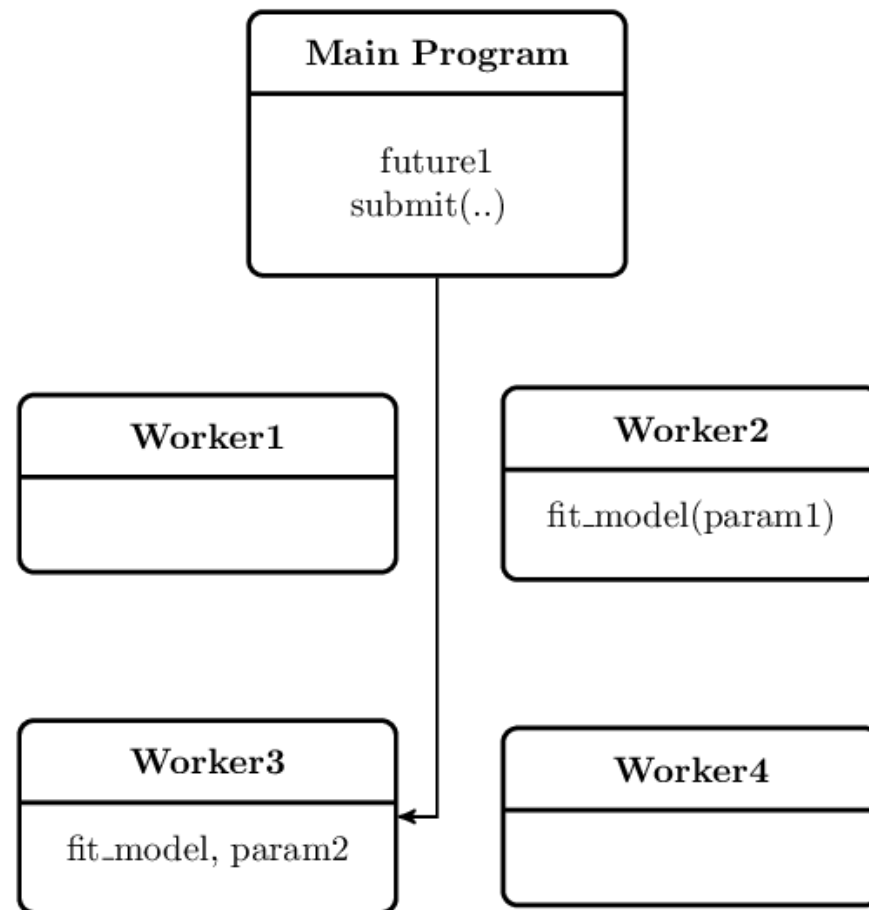 Main Program
future1
submit(..)
Worker1
Worker2
fit_model(param1)
Worker3
fit_model, param2
Worker4